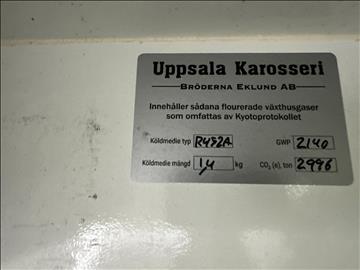 Uppsala Karosseri
Bröderna Eklund AB
Innehåller sådana flourerade växthusgaser
som omfattas av Kyotoprotokollet
Köldmedie typ R452A GWP 2140
Köldmedie mängd 1,4 kg CO₂ (e), ton 2996